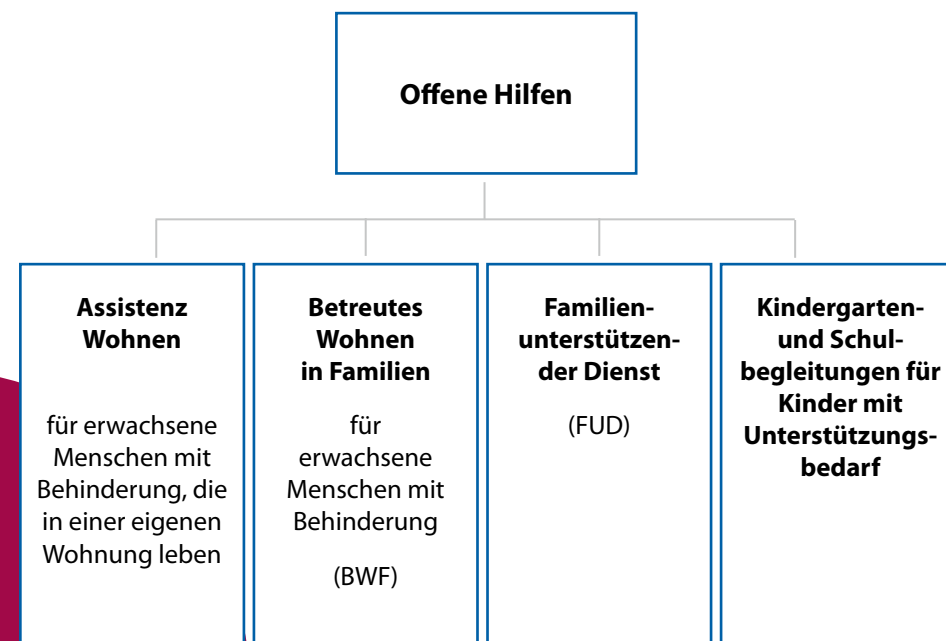 Offene Hilfen
Assistenz
Wohnen
für erwachsene
Menschen mit
Behinderung, die
in einer eigenen
Wohnung leben
Betreutes
Wohnen
in Familien
für
erwachsene
Menschen mit
Behinderung
(BWF)
Familien-
unterstützen-
der Dienst
(FUD)
Kindergarten-
und Schul-
begleitungen für
Kinder mit
Unterstützungs-
bedarf